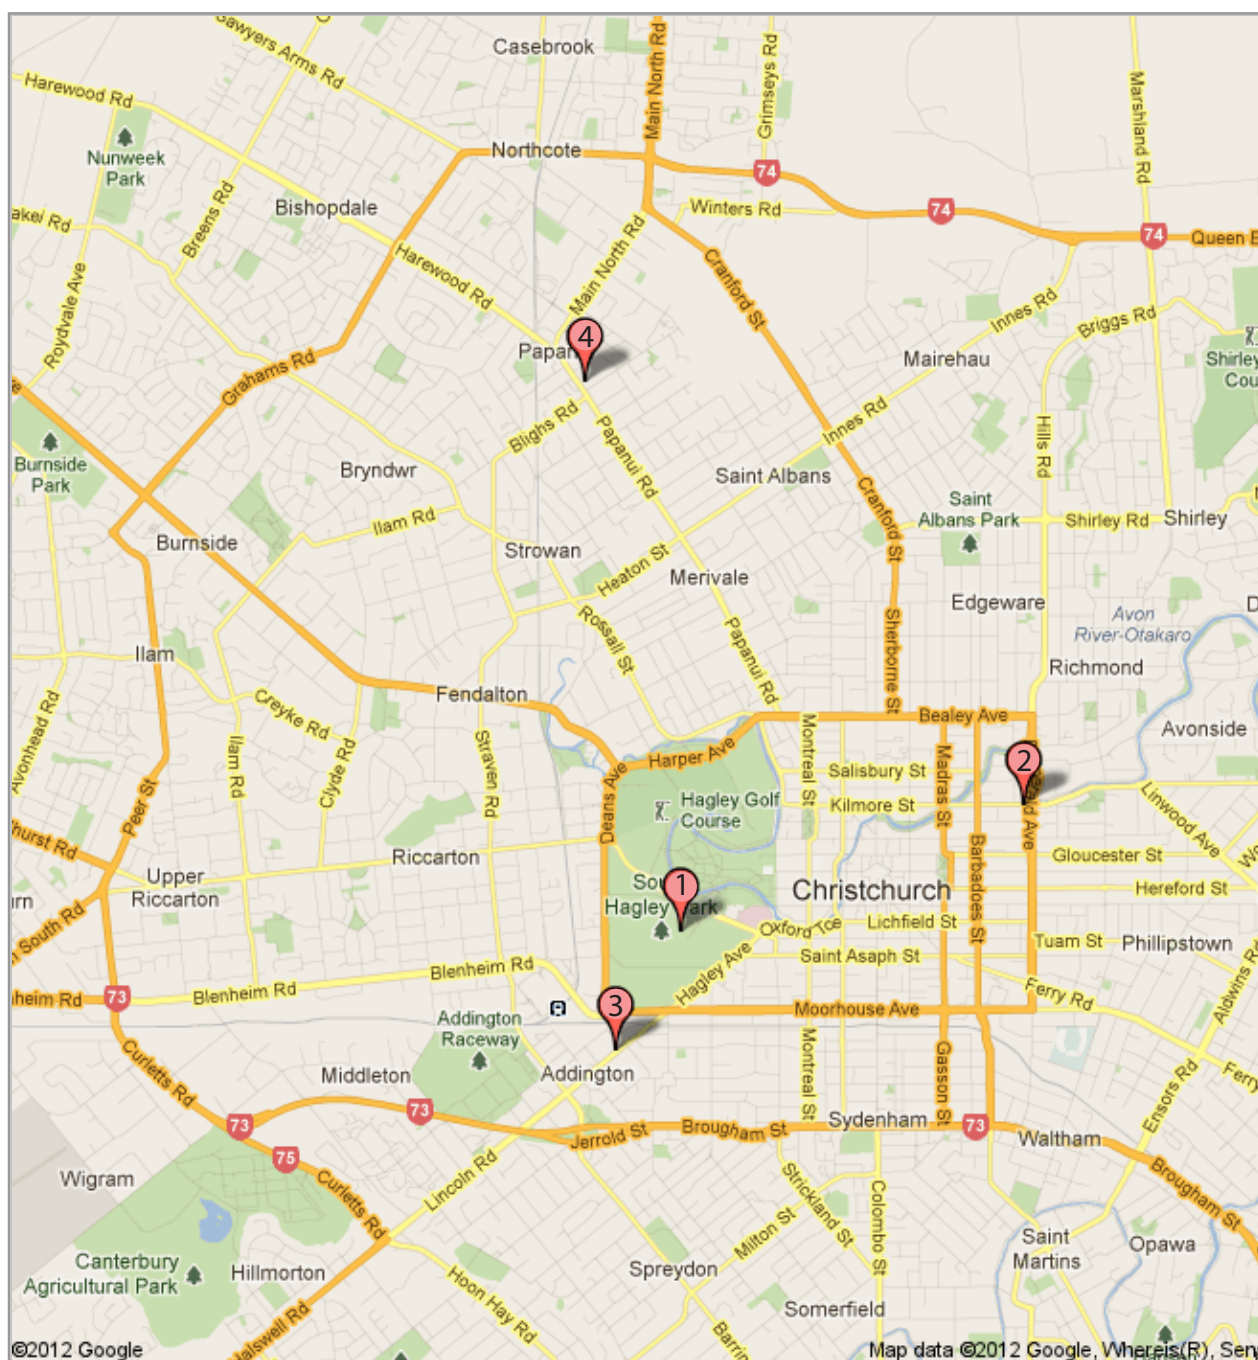 Sawyers Arms Rd
Casebrook
Main North Rd
Grimseys Rd
Harewood Rd
Marshland Rd
Nunweek
Park
Northcote
74
Bishopdale
Breens Rd
Winters Rd
74
74
Queen
Harewood Rd
Main North Rd
Cranford St
Roydvale Ave
Innes Rd
Briggs Rd
4
Mairehau
Shirley
Grahams Rd
Blighs Rd
Innes Rd
Hills Rd
Burnside
Park
Bryndwr
Papanui Rd
Saint Albans
Cranford St
Saint
Albans Park
Shirley Rd
Shirley
Ilam Rd
Burnside
Strowan
Heaton St
Merivale
Edgeware
Avon
River-Otakaro
Rossall St
Sherborne St
Papanui Rd
Ilam
Richmond
Creyke Rd
Fendalton
Bealey Ave
Avonside
Avonhead Rd
Ilam Rd
Clyde Rd
Straven Rd
Harper Ave
Montreal St
Madras St
Salisbury St
2
Peer St
Deans Ave
Hagley Golf
Course
Kilmore St
Linwood Ave
Barbadoes St
Riccarton
Gloucester St
Upper
Riccarton
1
Christchurch
Hereford St
South Rd
Hagley Park
Oxford Tce
Lichfield St
Tuam St
Phillipstown
Blenheim Rd
Hagley Ave
Saint Asaph St
Aldwins Rd
73
Blenheim Rd
3
Moorhouse Ave
Ferry Rd
Addington
Raceway
Curletts Rd
Middleton
Addington
Montreal St
Gasson St
Ensors Rd
Ferry
73
73
Jerrold St
Brougham St
Sydenham
73
Waltham
75
Wigram
Curletts Rd
Lincoln Rd
Strickland St
Colombo St
Brougham St
Milton St
Canterbury
Agricultural Park
Hillmorton
Hoon Hay Rd
Spreydon
Saint
Martins
Opawa
Somerfield
©2012 Google
Map data ©2012 Google, Whereis(R), Sen